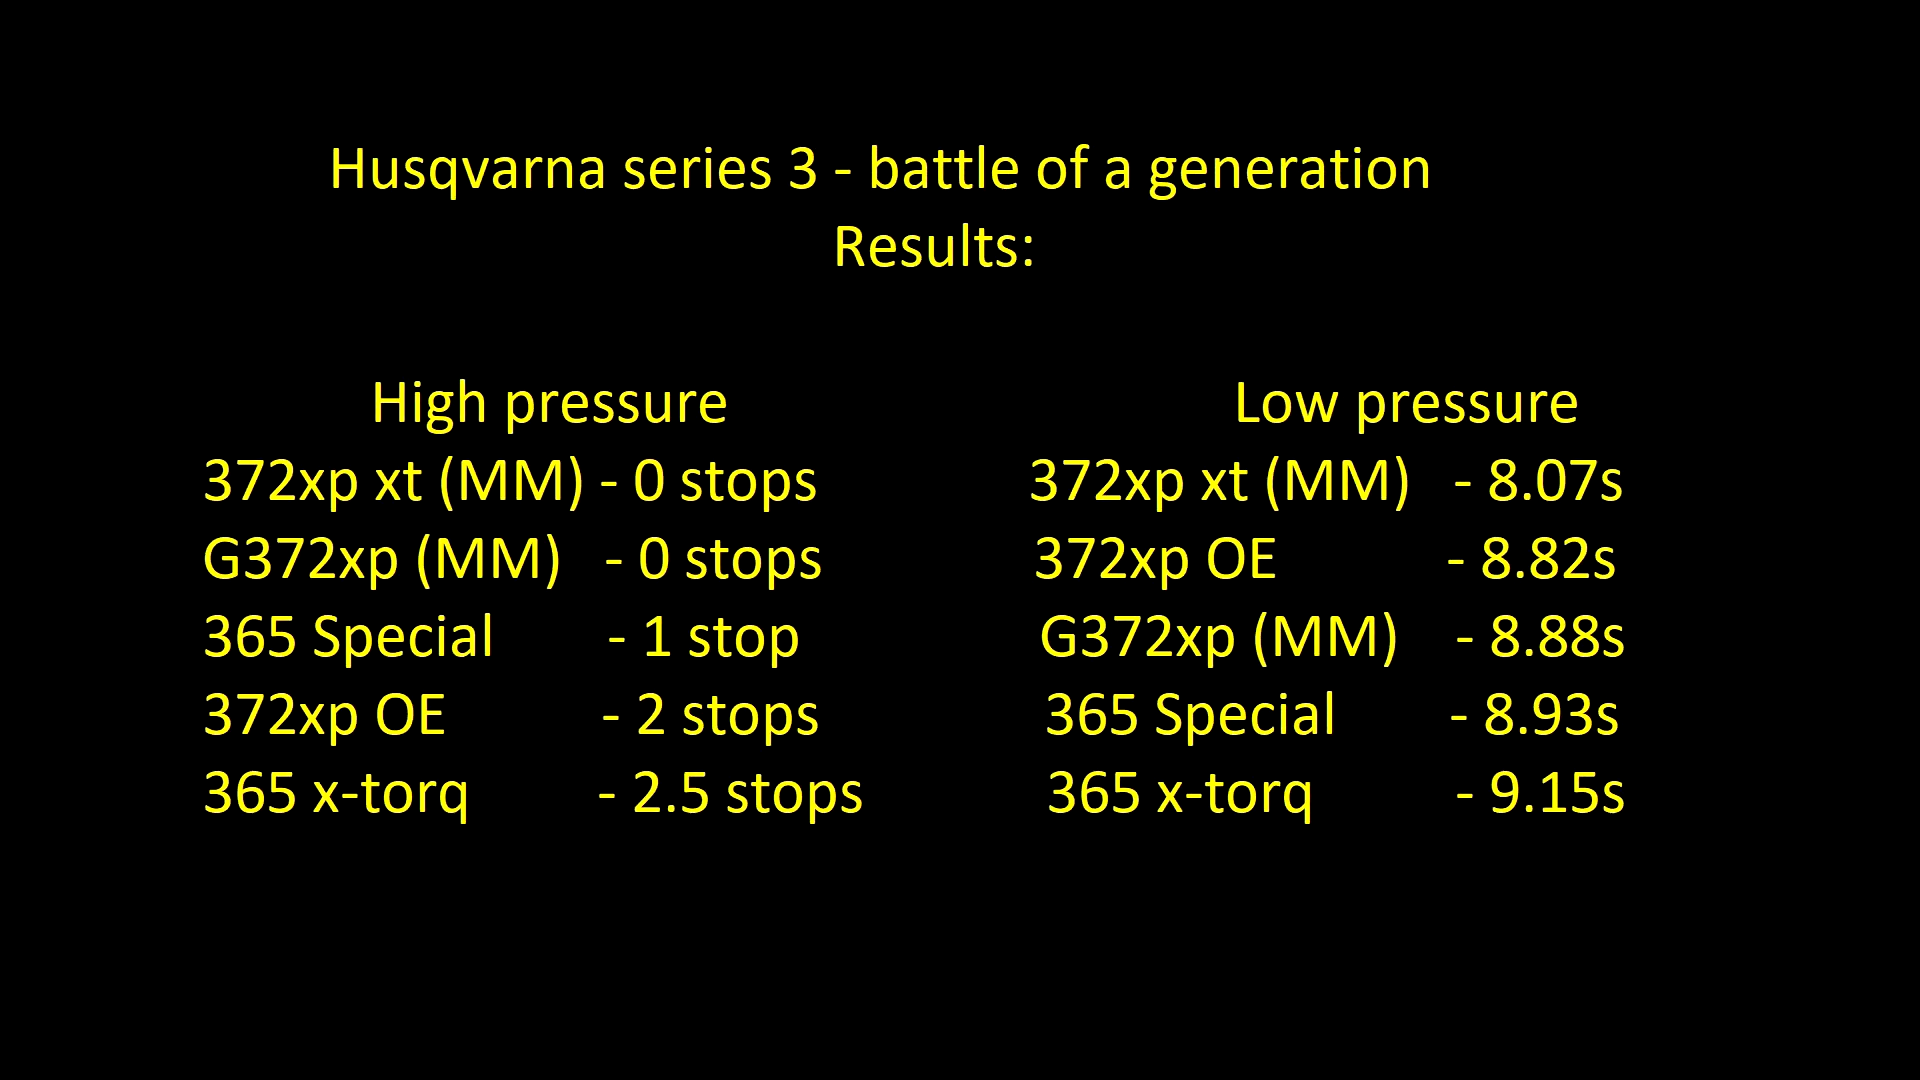 Husqvarna series 3 - battle of a generation
Results:
High pressure Low pressure
372xp xt (MM) - 0 stops 372xp xt (MM) - 8.07s
G372xp (MM) - 0 stops 372xp OE - 8.82s
365 Special - 1 stop G372xp (MM) - 8.88s
372xp OE - 2 stops 365 Special - 8.93s
365 x-torq - 2.5 stops 365 x-torq - 9.15s